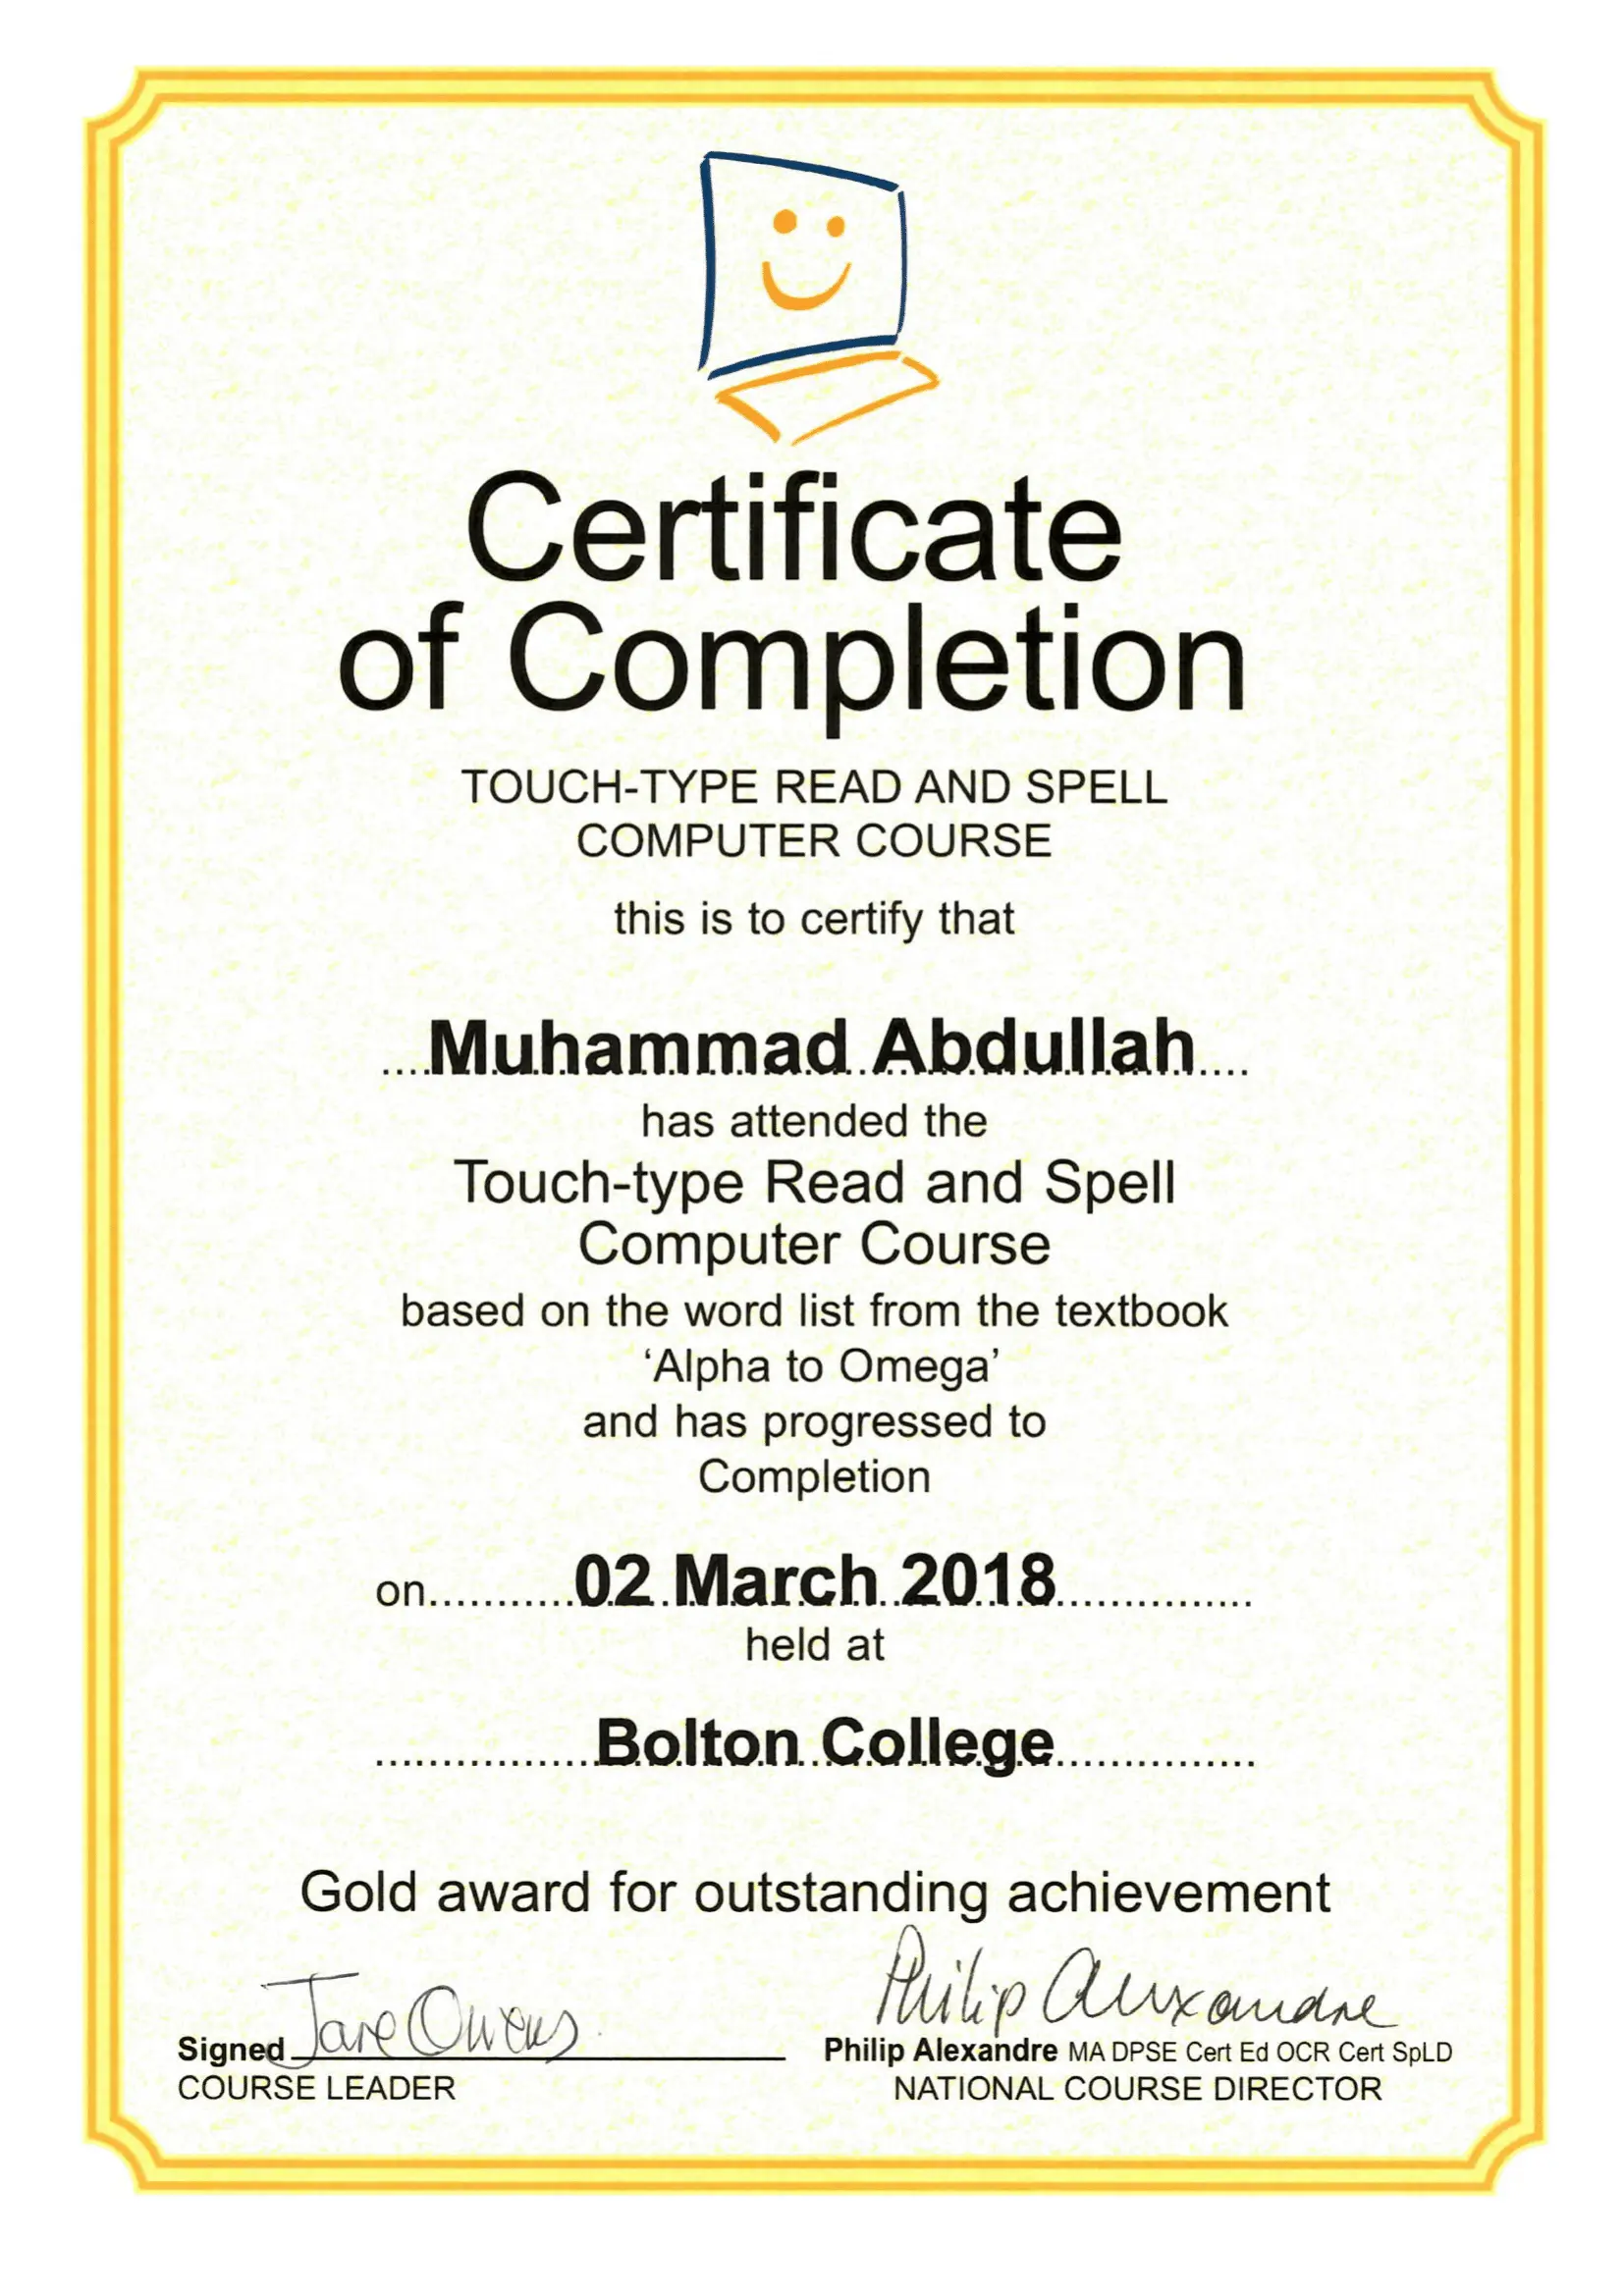 Certificate
of Completion
TOUCH-TYPE READ AND SPELL
COMPUTER COURSE
this is to certify that
....Muhammad Abdullah....
has attended the
Touch-type Read and Spell
Computer Course
based on the word list from the textbook
‘Alpha to Omega’
and has progressed to
Completion
on...........02 March 2018...............
held at
.................Bolton College...............
Gold award for outstanding achievement
Jane Owens
Philip Alexandre
Signed
Philip Alexandre MA DPSE Cert Ed OCR Cert SpLD
COURSE LEADER
NATIONAL COURSE DIRECTOR